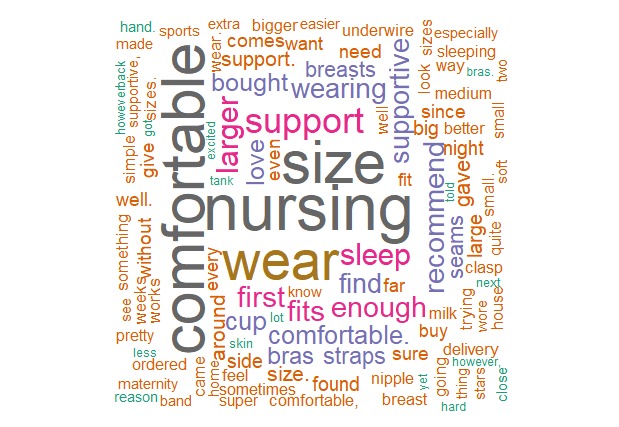 hand.
sports
extra
bigger
easier
underwire
especially
made
wear.
comes
want
need
sizes
sleeping
support.
look
way
bras.
two
howeverback
supportive,
simple
sizes.
got
give
comfortable
bought
breasts
wearing
supportive
medium
excited
larger
support
well
since
big
better
small
love
even
size
fit
night
tank
recommend
told
gave
soft
well.
nursing
small.
something
without
wear
sleep
seams
large
quite
see
weeks
works
every
first
know
fits
enough
find
far
clasp
next
trying
wore
house
around
cup
lot
comfortable.
milk
buy
pretty
less
skin
bras
straps
sure
delivery
however,
ordered
side
size.
feel
found
nipple
yet
going
thing
stars
close
maternity
came
home
sometimes
reason
band
super
comfortable,
breast
hard